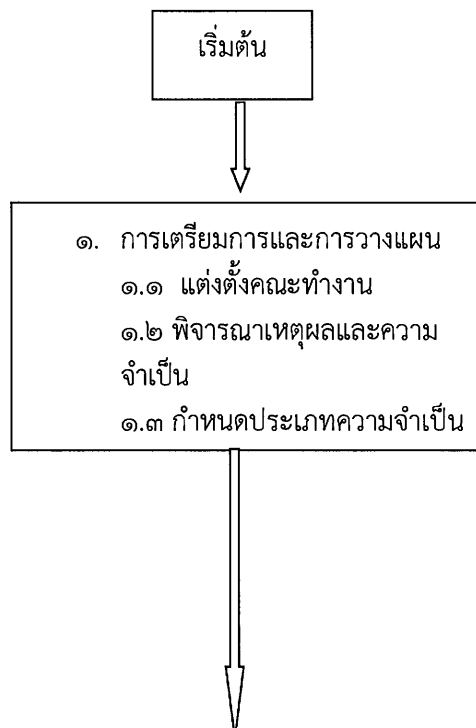 เริ่มต้น
๑. การเตรียมการและการวางแผน
๑.๑ แต่งตั้งคณะทำงาน
๑.๒ พิจารณาเหตุผลและความ
จำเป็น
๑.๓ กำหนดประเภทความจำเป็น